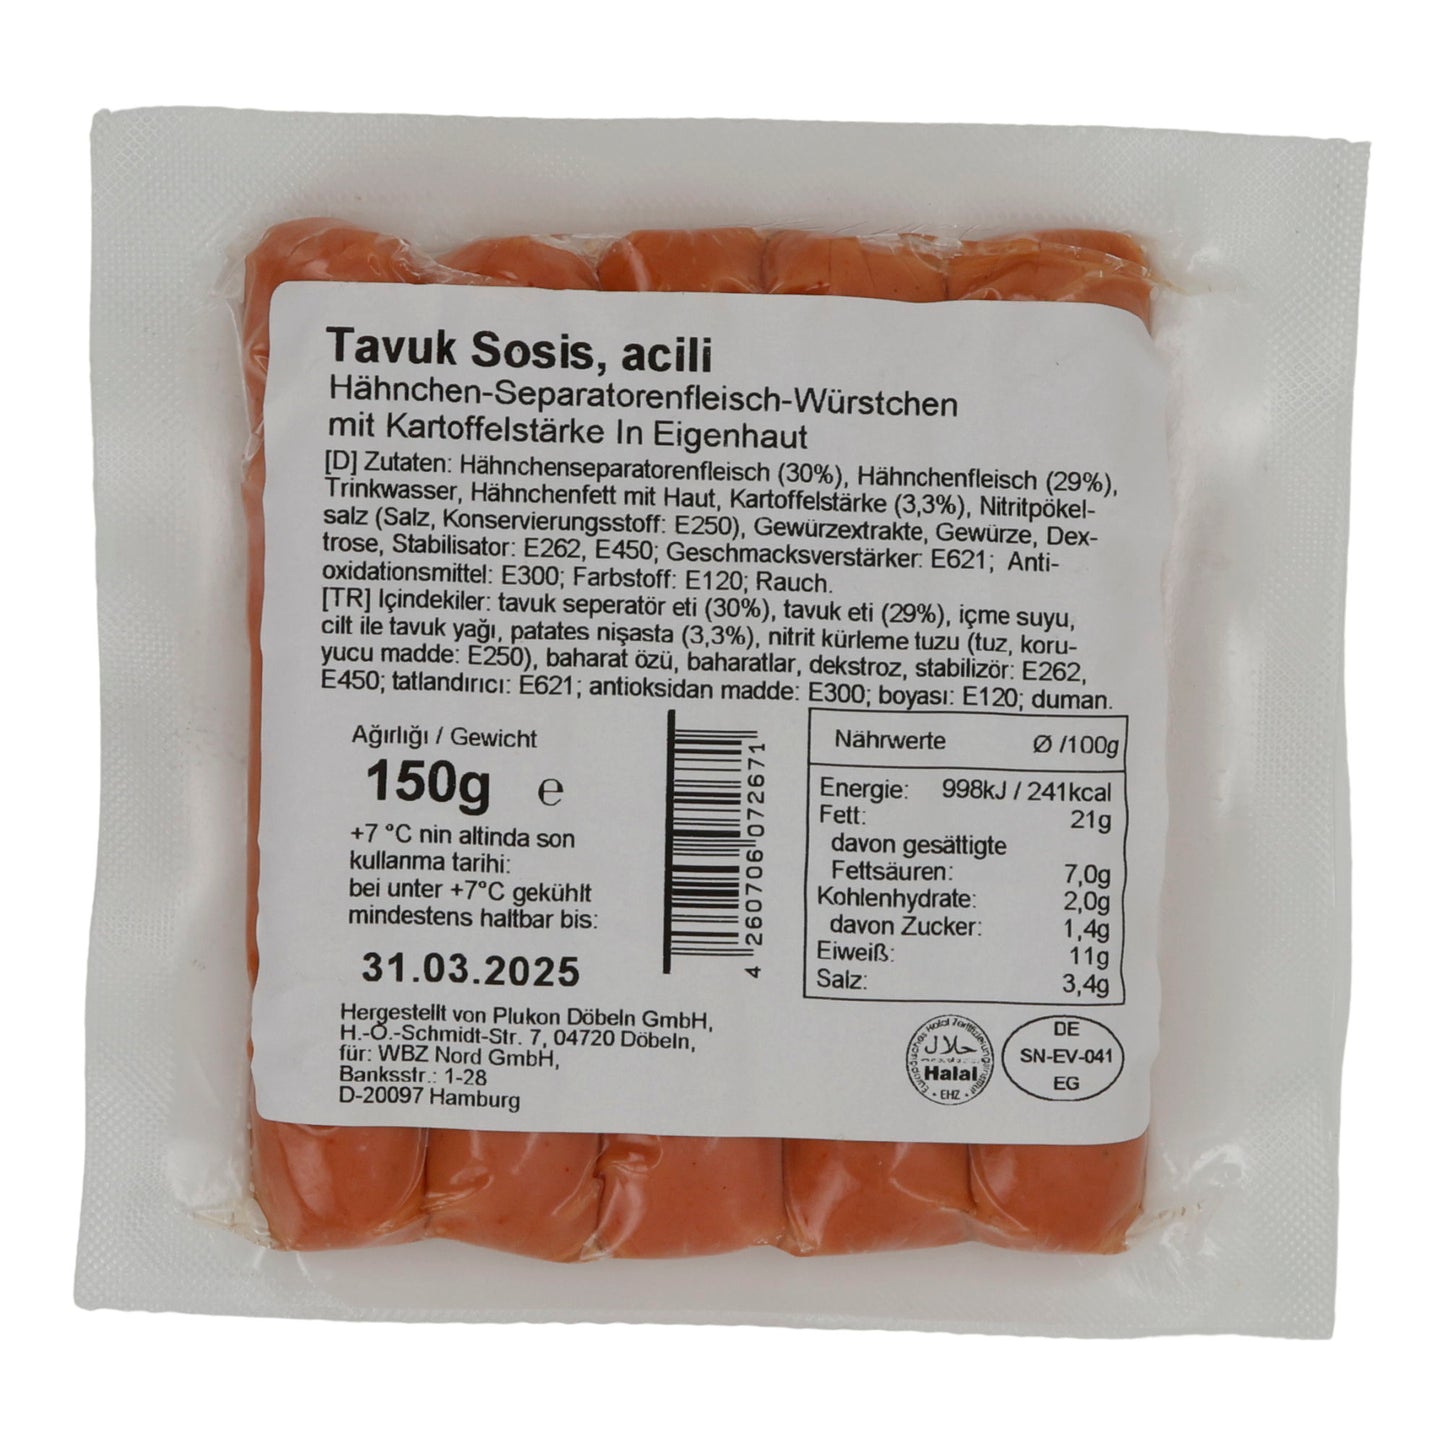 Tavuk Sosis, acili
Hähnchen-Separatorenfleisch-Würstchen
mit Kartoffelstärke In Eigenhaut
[D] Zutaten: Hähnchenseparatorenfleisch (30%), Hähnchenfleisch (29%),
Trinkwasser, Hähnchenfett mit Haut, Kartoffelstärke (3,3%), Nitritpökel-
salz (Salz, Konservierungsstoff: E250), Gewürzextrakte, Gewürze, Dex-
trose, Stabilisator: E262, E450; Geschmacksverstärker: E621; Anti-
oxidationsmittel: E300; Farbstoff: E120; Rauch.
[TR] Içindekiler: tavuk seperatör eti (30%), tavuk eti (29%), içme suyu,
cilt ile tavuk yağı, patates nişasta (3,3%), nitrit kürleme tuzu (tuz, koru-
yucu madde: E250), baharat özü, baharatlar, dekstroz, stabilizör: E262,
E450; tatlandırıcı: E621; antioksidan madde: E300; boyası: E120; duman.
Ağırlığı / Gewicht
150g e
+7 °C nin altinda son
kullanma tarihi:
bei unter +7°C gekühlt
mindestens haltbar bis:
31.03.2025
Hergestellt von Plukon Döbeln GmbH,
H.-O.-Schmidt-Str. 7, 04720 Döbeln,
für: WBZ Nord GmbH,
Banksstr.: 1-28
D-20097 Hamburg
4 260706 072671
Nährwerte Ø /100g
Energie: 998kJ / 241kcal
Fett: 21g
davon gesättigte
Fettsäuren: 7,0g
Kohlenhydrate: 2,0g
davon Zucker: 1,4g
Eiweiß: 11g
Salz: 3,4g
Europäisches Halal Zertifizierungsinstitut
حلال
Halal
EHZ
DE
SN-EV-041
EG